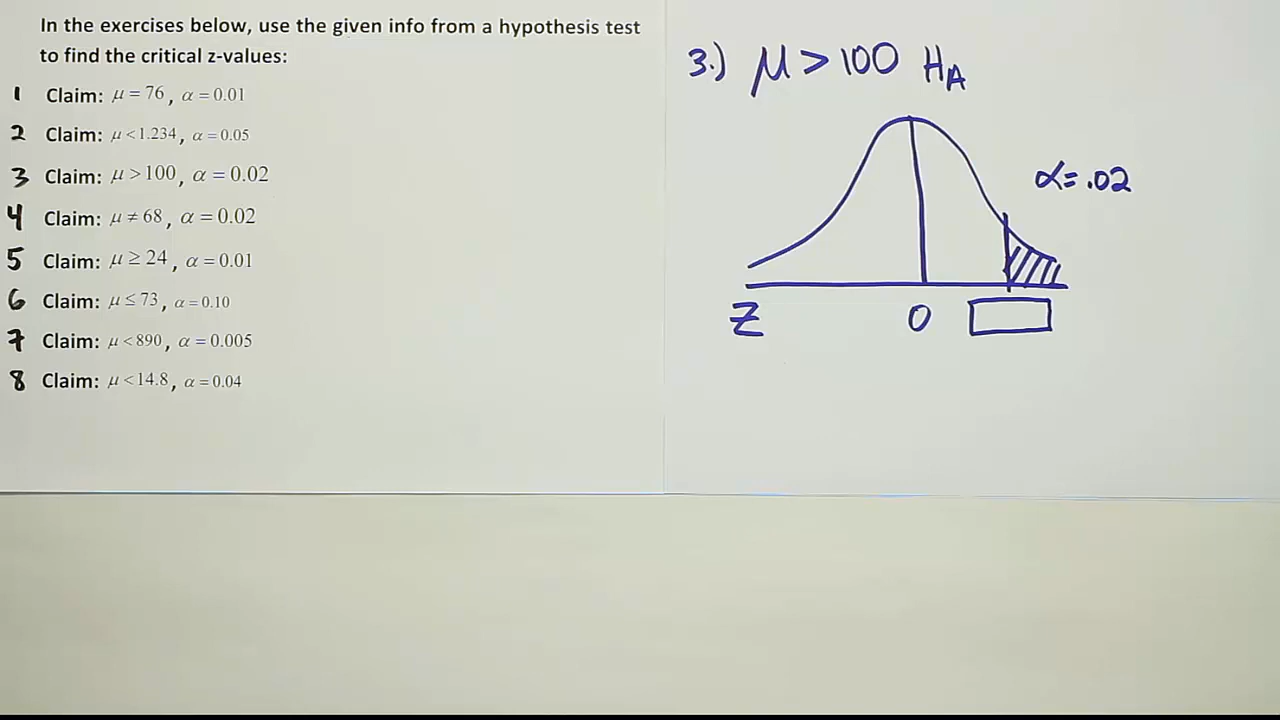 In the exercises below, use the given info from a hypothesis test
to find the critical z-values:
1 Claim: μ = 76, α = 0.01
2 Claim: μ < 1.234, α = 0.05
3 Claim: μ > 100, α = 0.02
4 Claim: μ ≠ 68, α = 0.02
5 Claim: μ ≥ 24, α = 0.01
6 Claim: μ ≤ 73, α = 0.10
7 Claim: μ < 890, α = 0.005
8 Claim: μ < 14.8, α = 0.04
3.) μ > 100 H_A
α = .02
Z 0